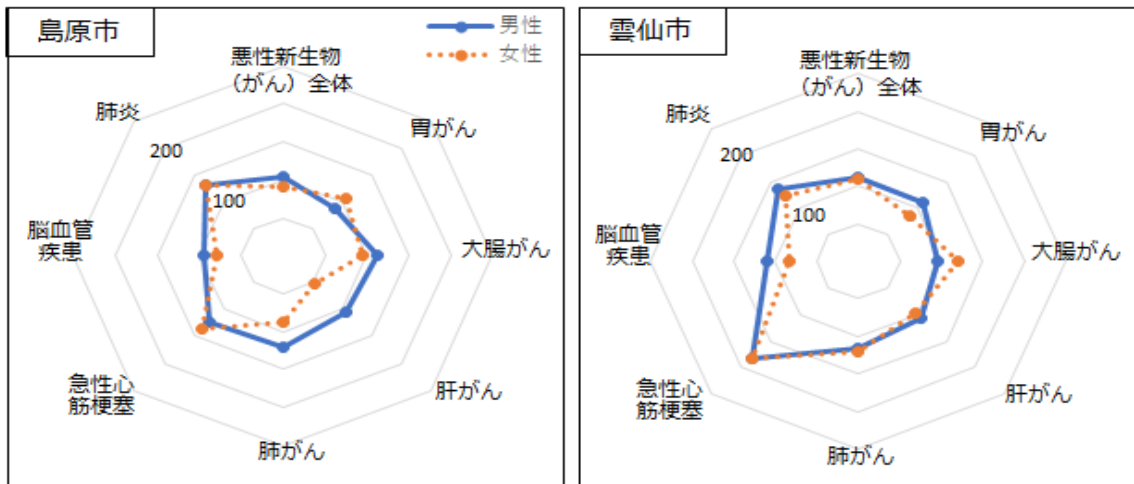 島原市
男性
女性
悪性新生物
（がん）全体
胃がん
大腸がん
肝がん
肺がん
急性心
筋梗塞
脳血管
疾患
肺炎
200
100
雲仙市
悪性新生物
（がん）全体
胃がん
大腸がん
肝がん
肺がん
急性心
筋梗塞
脳血管
疾患
肺炎
200
100